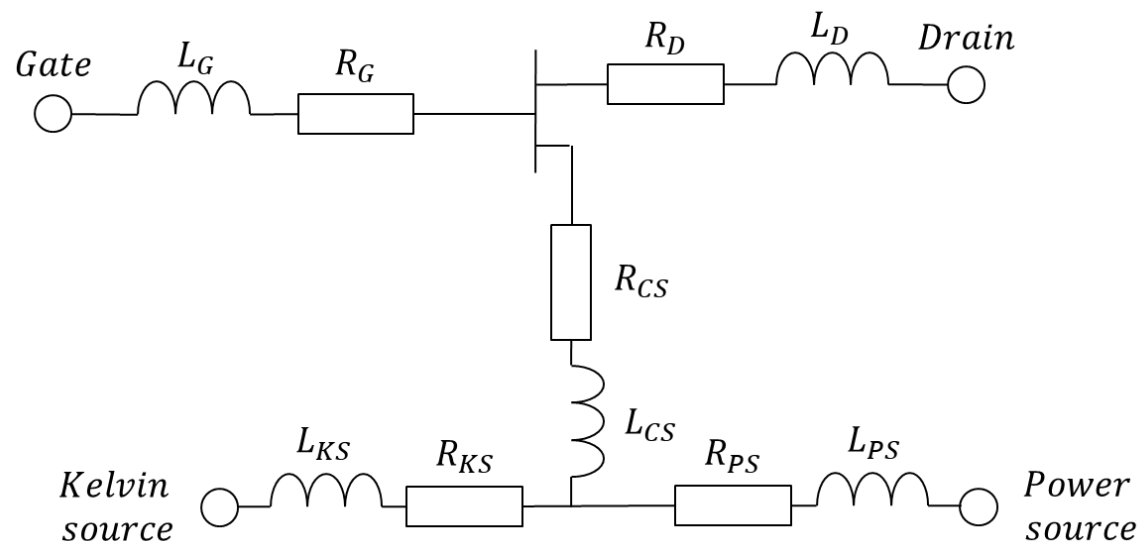 Gate
L_G
R_G
R_D
L_D
Drain
R_CS
L_CS
Kelvin
source
L_KS
R_KS
R_PS
L_PS
Power
source